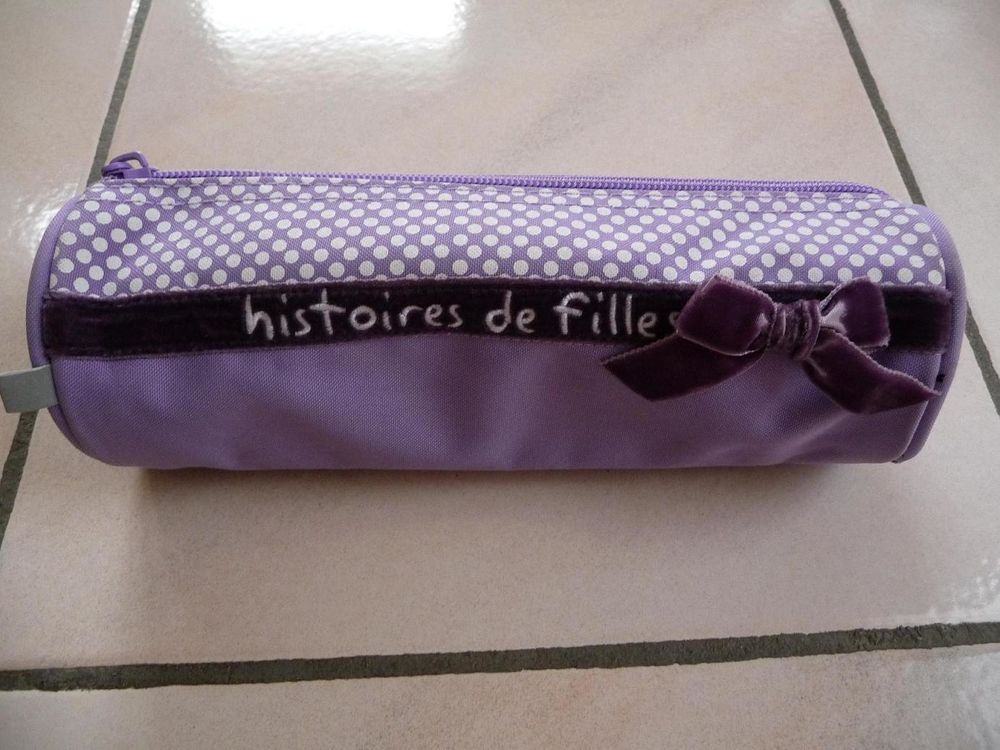 histoires de filles